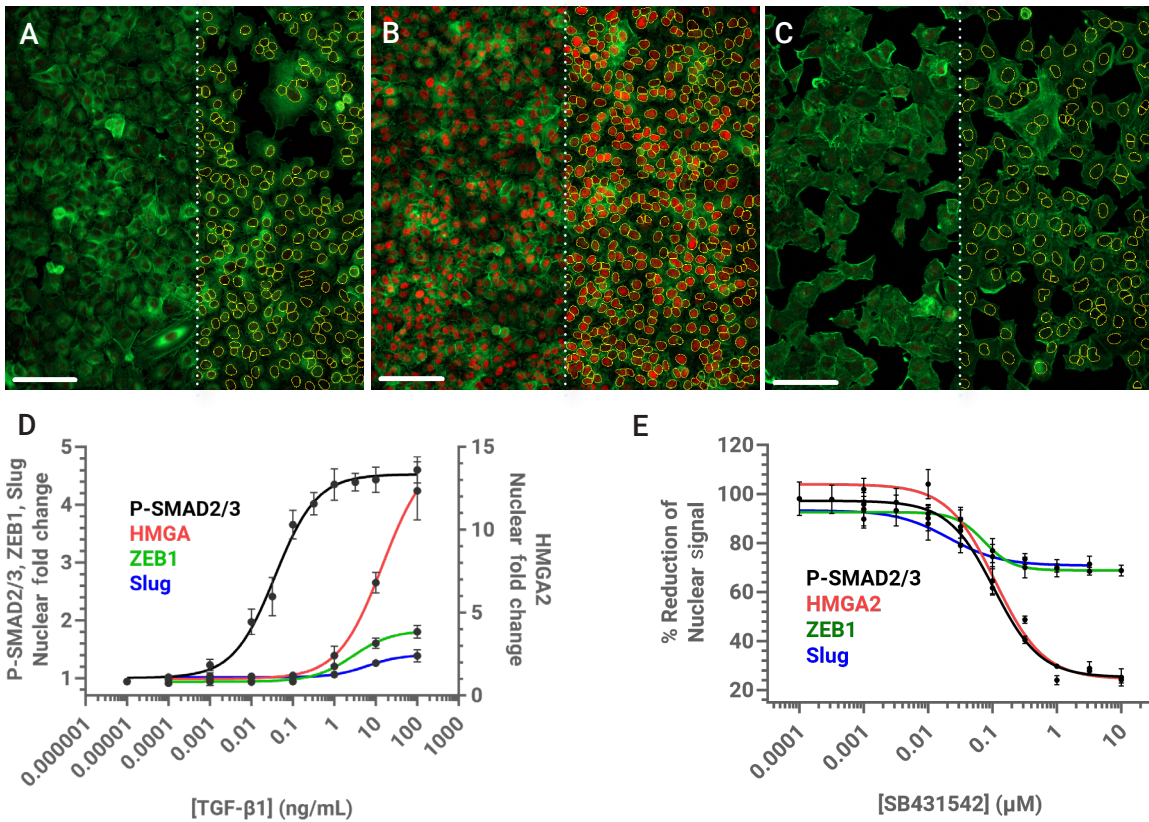 A
B
C
D
P-SMAD2/3, ZEB1, Slug
Nuclear fold change
5
4
3
2
1
P-SMAD2/3
HMGA
ZEB1
Slug
15
10
5
0
HMGA2
Nuclear fold change
0.000001
0.00001
0.0001
0.001
0.01
0.1
1
10
100
1000
[TGF-β1] (ng/mL)
E
% Reduction of
Nuclear signal
120
100
80
60
40
20
P-SMAD2/3
HMGA2
ZEB1
Slug
0.0001
0.001
0.01
0.1
1
10
[SB431542] (μM)